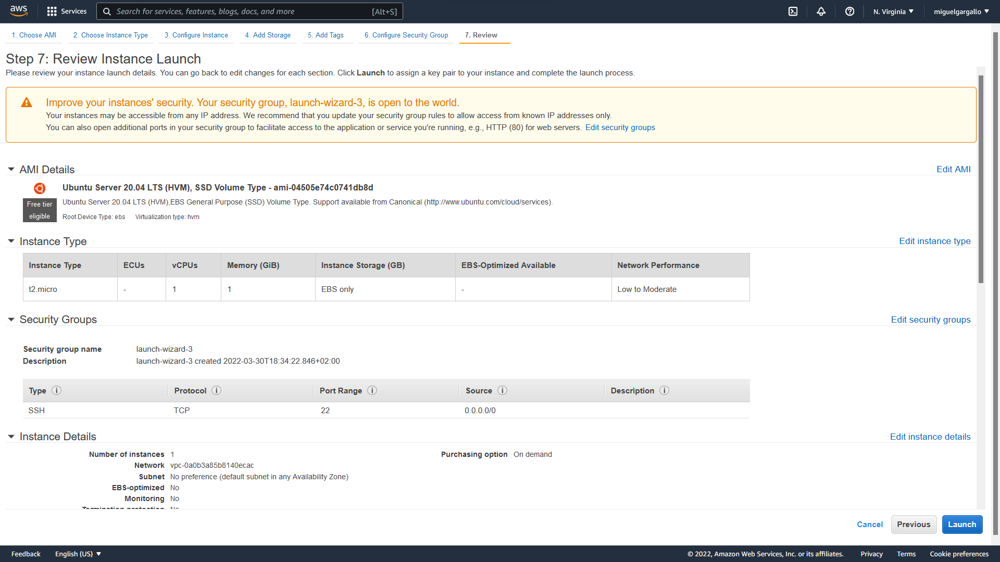 aws
Services
Search for services, features, blogs, docs, and more
[Alt+S]
N. Virginia
miguelgargallo
1. Choose AMI
2. Choose Instance Type
3. Configure Instance
4. Add Storage
5. Add Tags
6. Configure Security Group
7. Review
Step 7: Review Instance Launch
Please review your instance launch details. You can go back to edit changes for each section. Click Launch to assign a key pair to your instance and complete the launch process.
Improve your instances' security. Your security group, launch-wizard-3, is open to the world.
Your instances may be accessible from any IP address. We recommend that you update your security group rules to allow access from known IP addresses only.
You can also open additional ports in your security group to facilitate access to the application or service you're running, e.g., HTTP (80) for web servers. Edit security groups
AMI Details
Edit AMI
Ubuntu Server 20.04 LTS (HVM), SSD Volume Type - ami-04505e74c0741db8d
Free tier
eligible
Ubuntu Server 20.04 LTS (HVM),EBS General Purpose (SSD) Volume Type. Support available from Canonical (http://www.ubuntu.com/cloud/services).
Root Device Type: ebs Virtualization type: hvm
Instance Type
Edit instance type
Instance Type ECUs vCPUs Memory (GiB) Instance Storage (GB) EBS-Optimized Available Network Performance
t2.micro - 1 1 EBS only - Low to Moderate
Security Groups
Edit security groups
Security group name launch-wizard-3
Description launch-wizard-3 created 2022-03-30T18:34:22.846+02:00
Type Protocol Port Range Source Description
SSH TCP 22 0.0.0.0/0
Instance Details
Edit instance details
Number of instances 1
Purchasing option On demand
Network vpc-0a0b3a85b8140ecac
Subnet No preference (default subnet in any Availability Zone)
EBS-optimized No
Monitoring No
Termination protection No
Cancel
Previous
Launch
Feedback
English (US)
© 2022, Amazon Web Services, Inc. or its affiliates.
Privacy
Terms
Cookie preferences